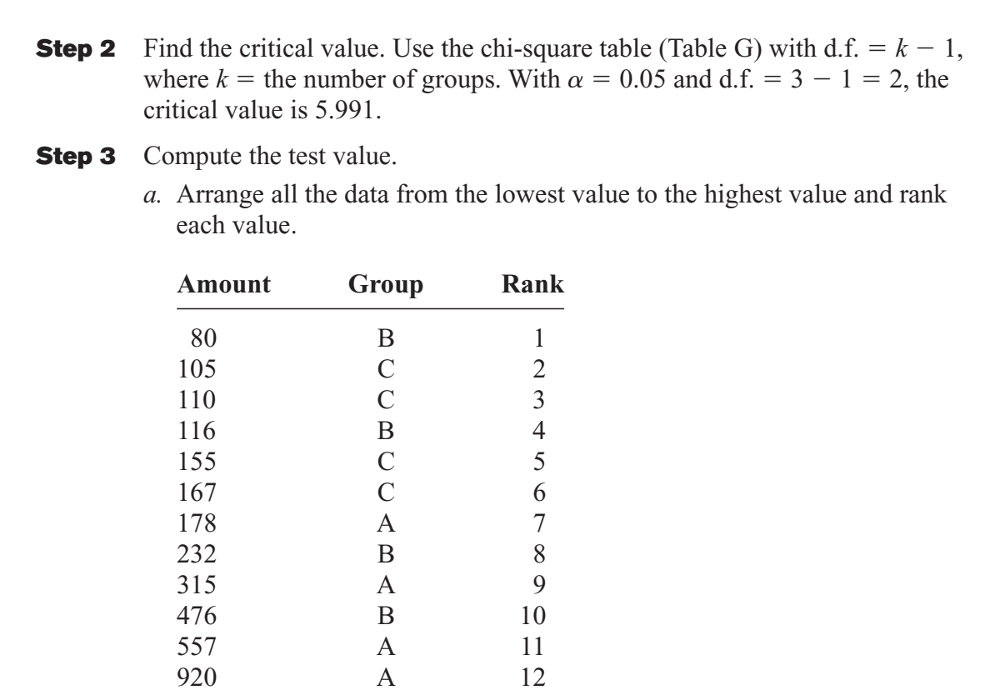 Step 2 Find the critical value. Use the chi-square table (Table G) with d.f. = k − 1,
where k = the number of groups. With α = 0.05 and d.f. = 3 − 1 = 2, the
critical value is 5.991.
Step 3 Compute the test value.
a. Arrange all the data from the lowest value to the highest value and rank
each value.
Amount Group Rank
80 B 1
105 C 2
110 C 3
116 B 4
155 C 5
167 C 6
178 A 7
232 B 8
315 A 9
476 B 10
557 A 11
920 A 12